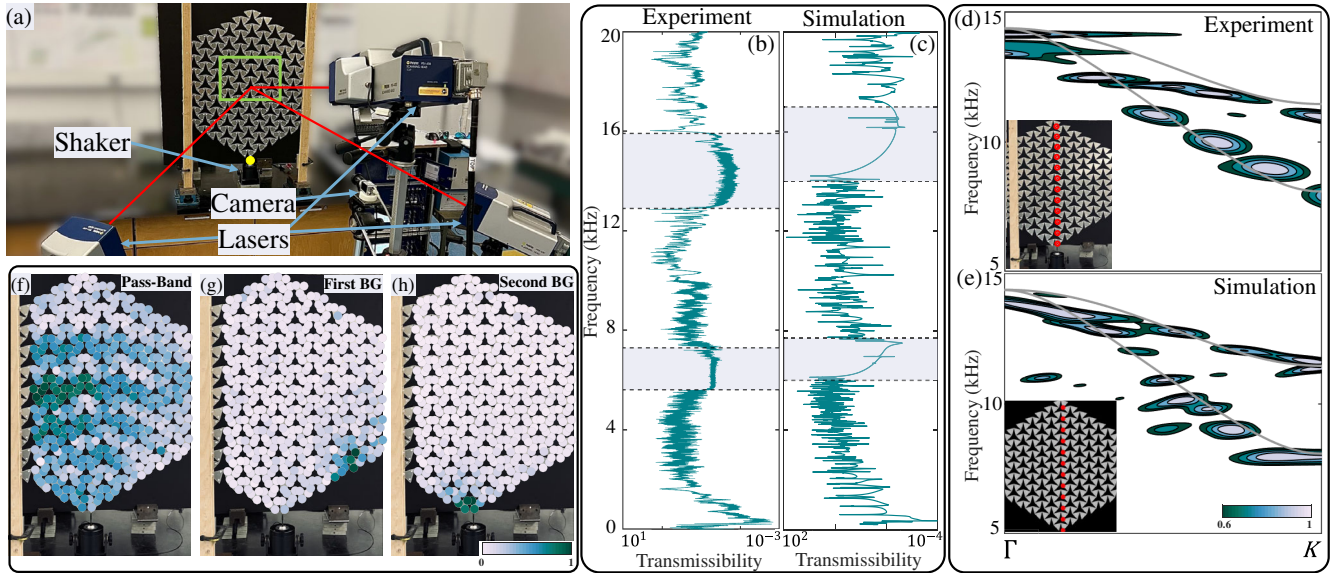 (a)
Shaker
Camera
Lasers
TOP
(f) Pass-Band
(g) First BG
(h) Second BG
0 1
Experiment
Simulation
(b)
(c)
20
16
12
8
4
0
Frequency (kHz)
10¹ 10⁻³
10² 10⁻⁴
Transmissibility
Transmissibility
(d)
Experiment
15
10
5
Frequency (kHz)
(e)
Simulation
15
10
5
Frequency (kHz)
0.6 1
Γ K